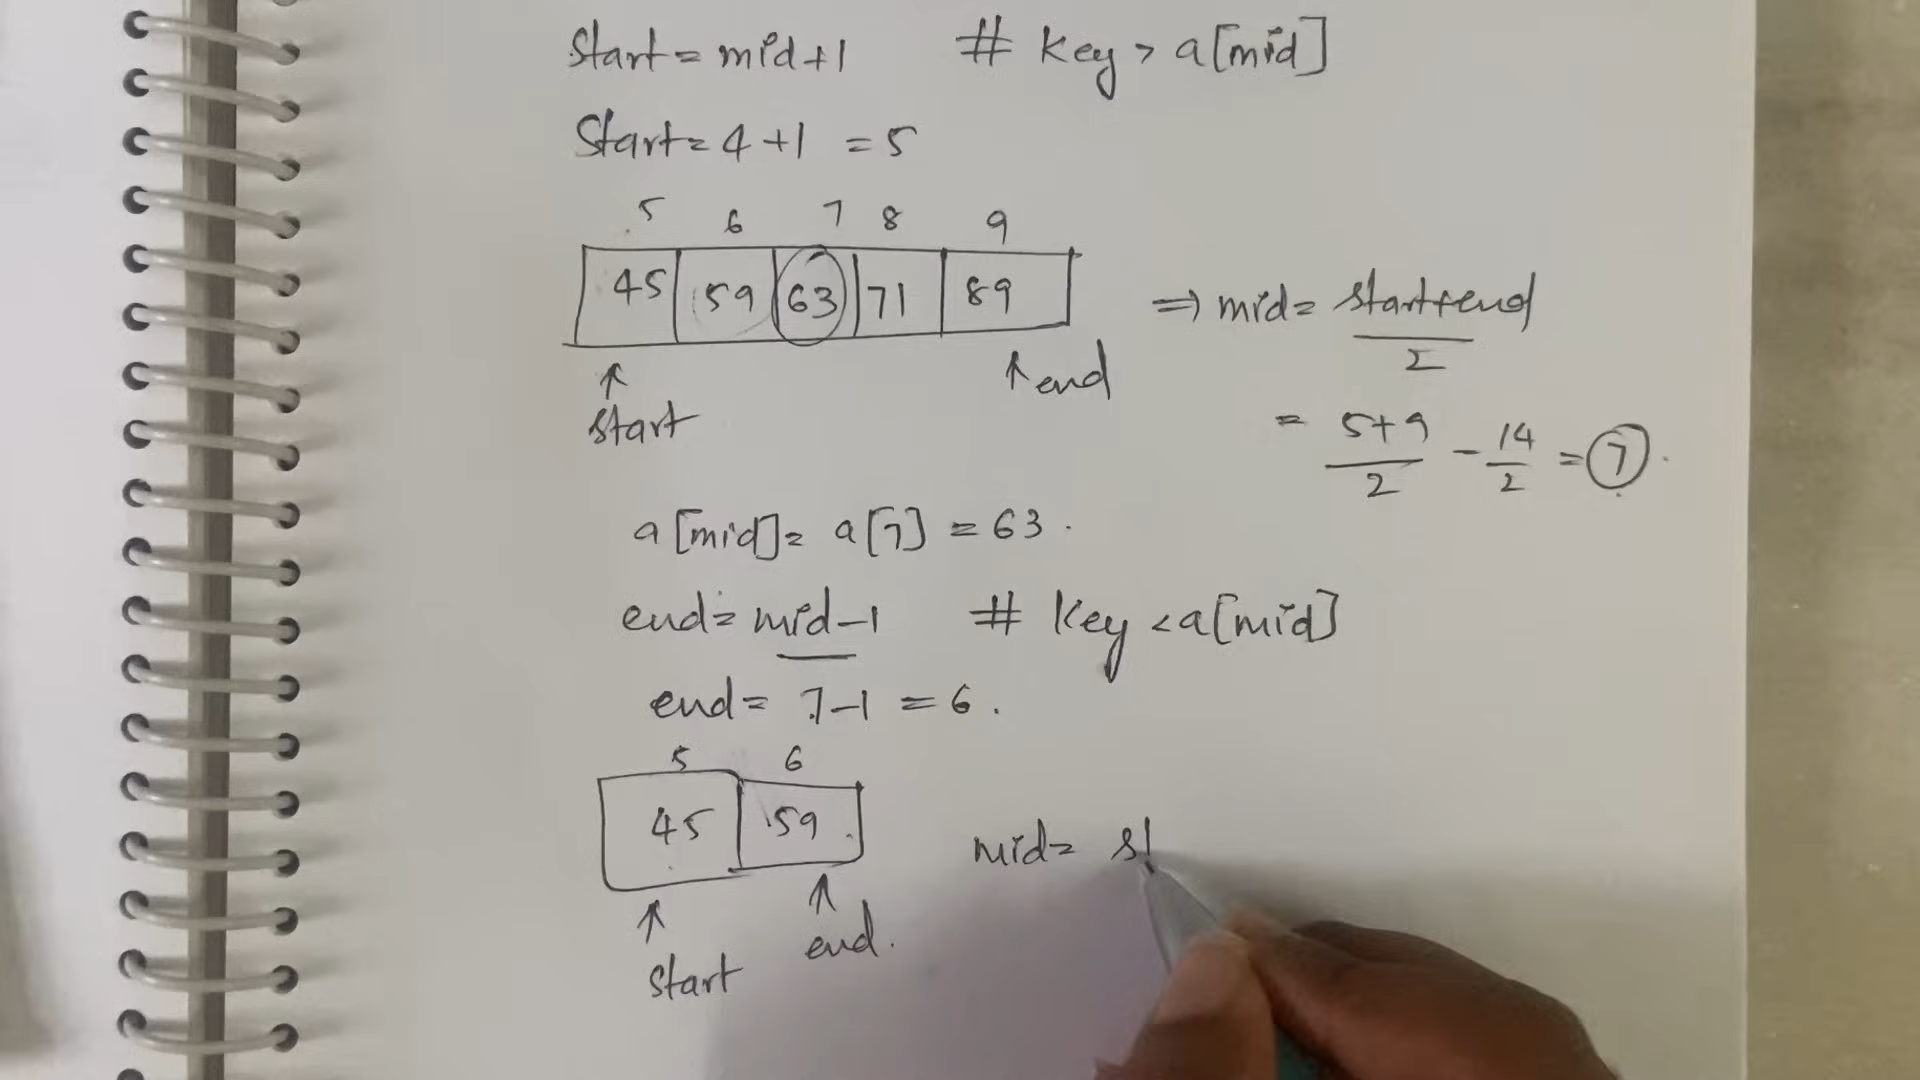 Start = mid+1 # key > a[mid]
Start = 4+1 = 5
5 6 7 8 9
45 59 63 71 89
⇒ mid = start+end
2
↑ start
↑ end
= 5+9 - 14 = 7.
2 2
a[mid] = a[7] = 63.
end = mid-1 # key < a[mid]
end = 7-1 = 6.
5 6
45 59
mid = st
↑ start
↑ end.